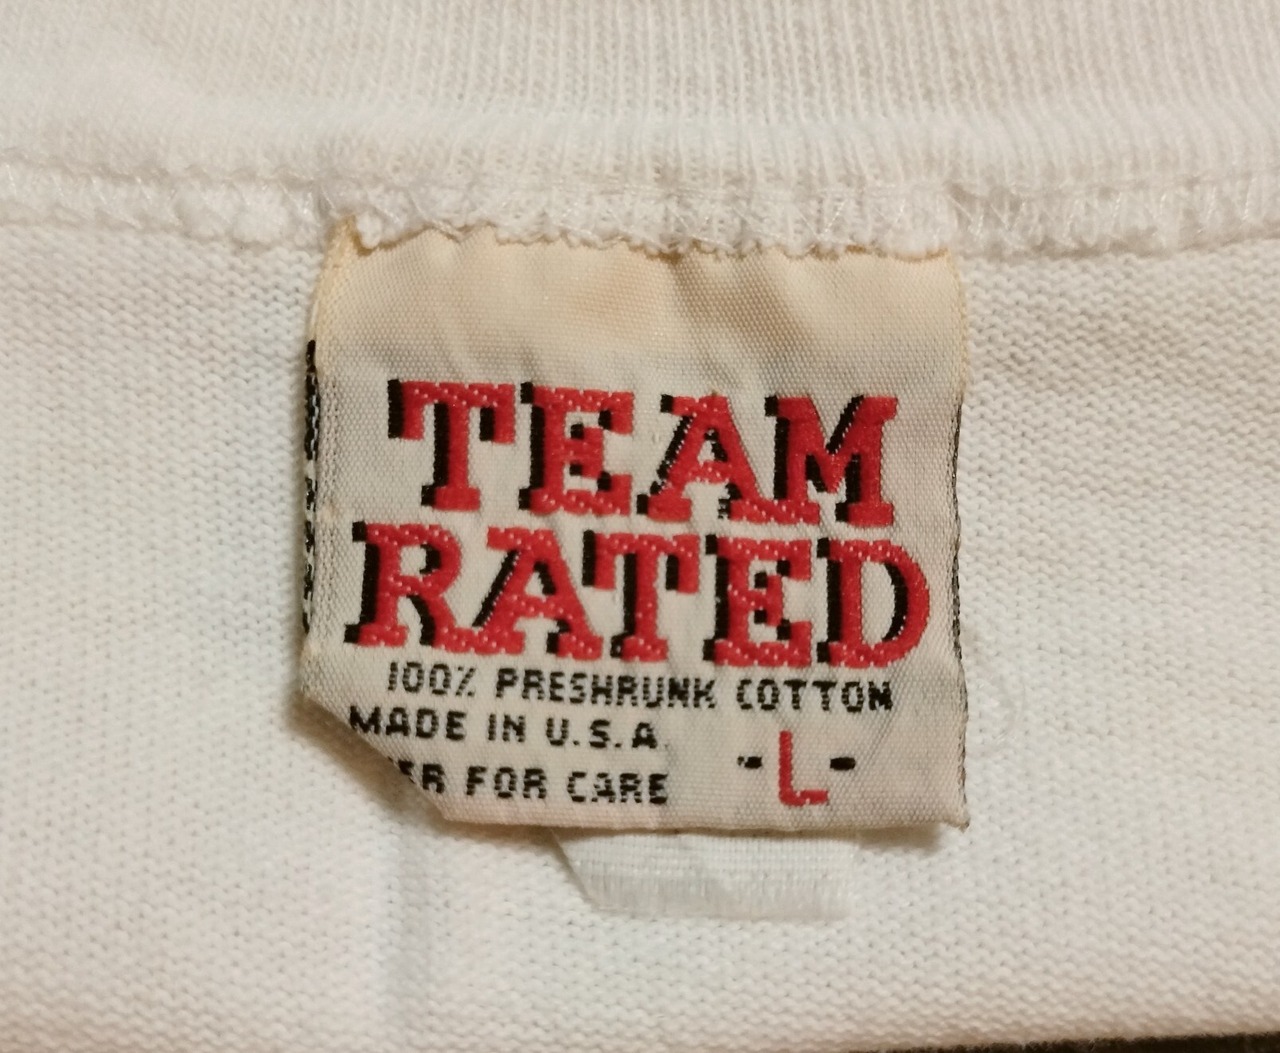 TEAM
RATED
100% PRESHRUNK COTTON
MADE IN U.S.A.
FOR CARE
-L-